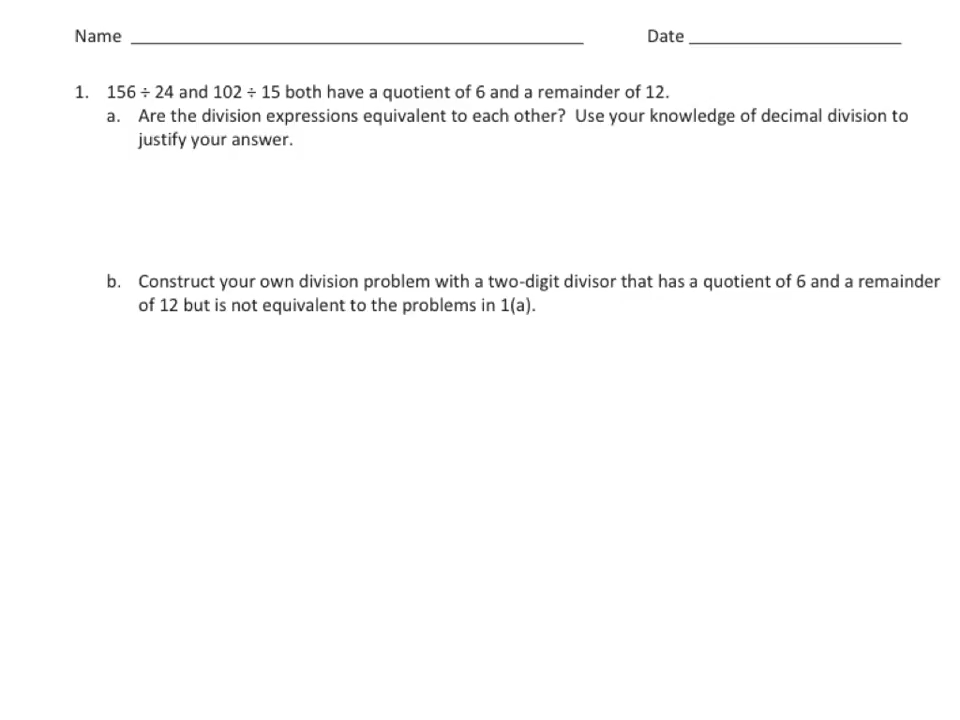 Name Date
1. 156 ÷ 24 and 102 ÷ 15 both have a quotient of 6 and a remainder of 12.
a. Are the division expressions equivalent to each other? Use your knowledge of decimal division to
justify your answer.
b. Construct your own division problem with a two-digit divisor that has a quotient of 6 and a remainder
of 12 but is not equivalent to the problems in 1(a).